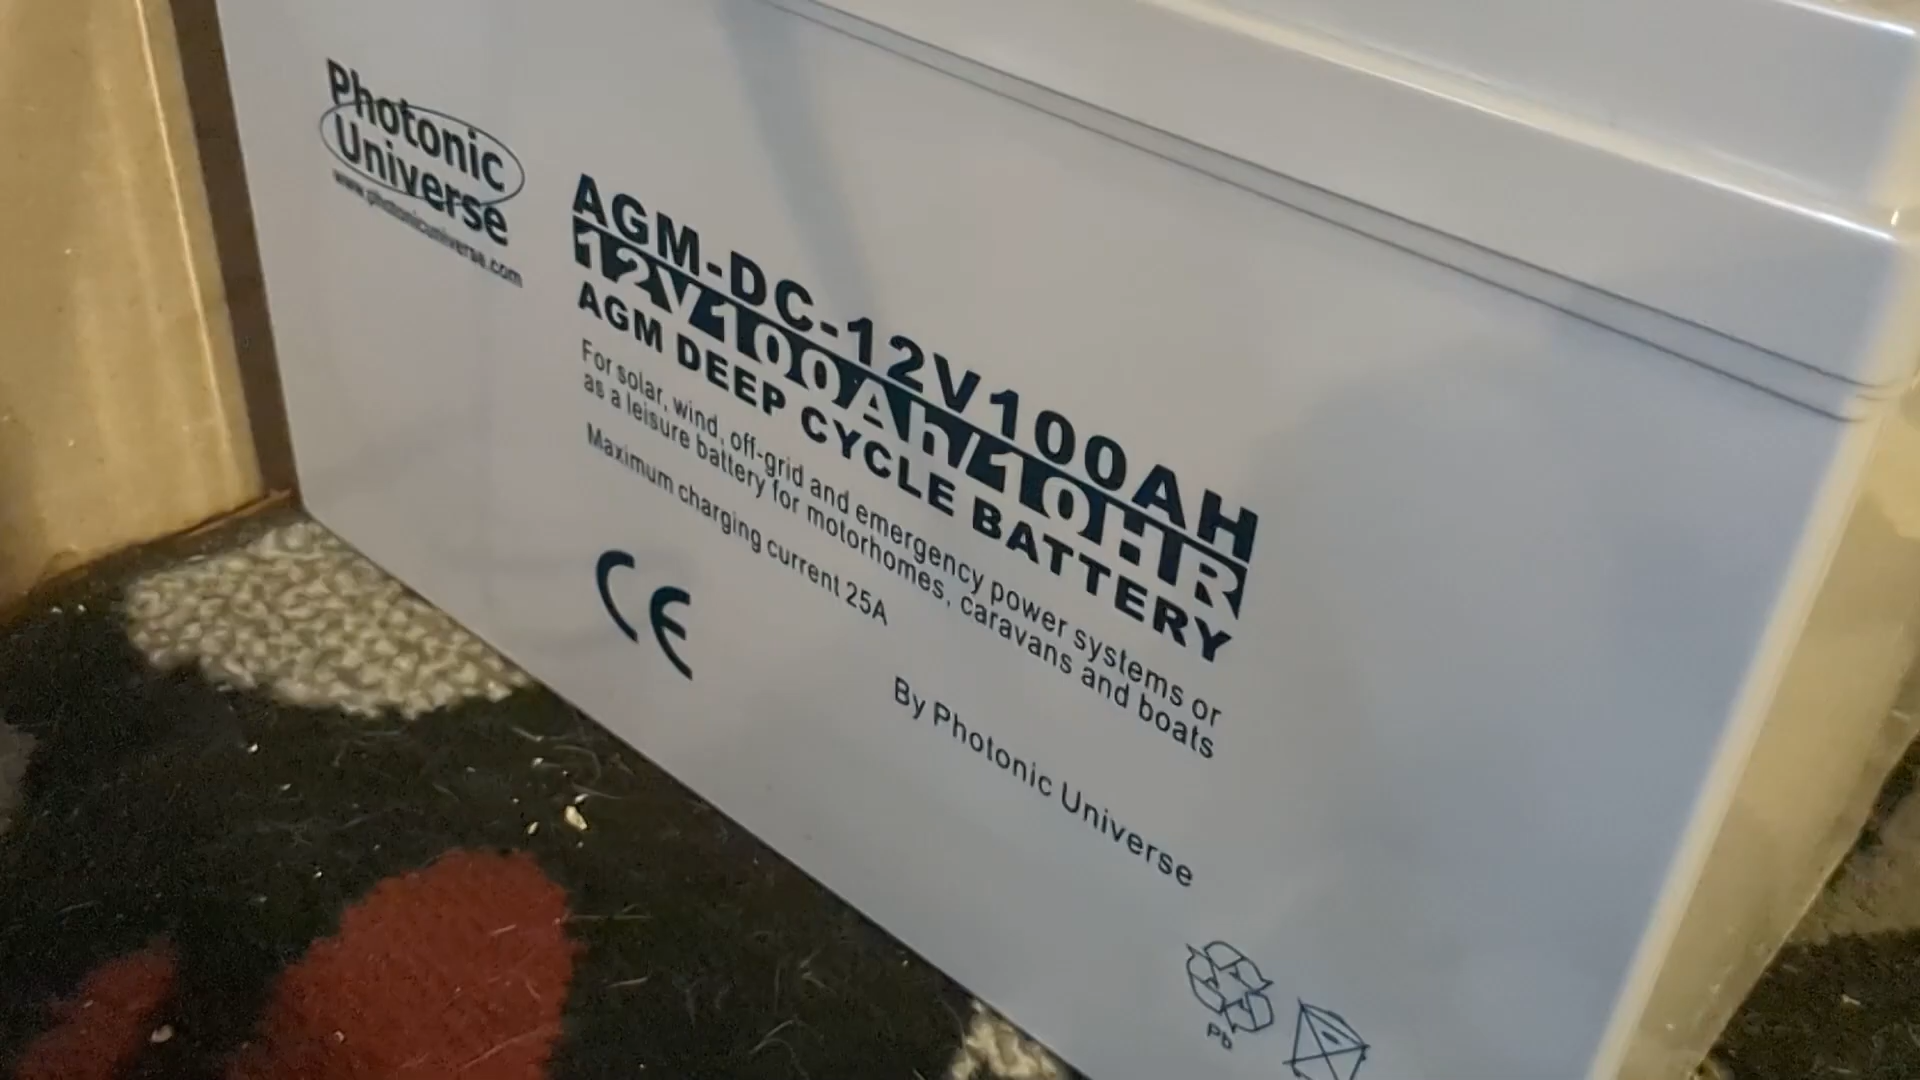 Photonic
Universe
www.photonicuniverse.com
AGM-DC-12V100AH
12V100Ah/10HR
AGM DEEP CYCLE BATTERY
For solar, wind, off-grid and emergency power systems or
as a leisure battery for motorhomes, caravans and boats
Maximum charging current 25A
CE
By Photonic Universe
Pb